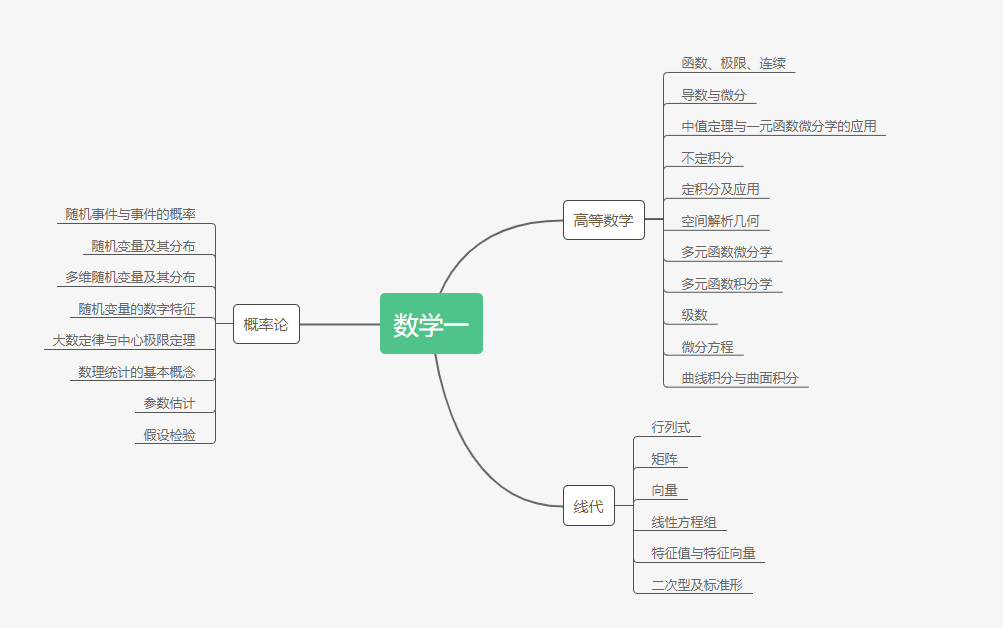 数学一
高等数学
函数、极限、连续
导数与微分
中值定理与一元函数微分学的应用
不定积分
定积分及应用
空间解析几何
多元函数微分学
多元函数积分学
级数
微分方程
曲线积分与曲面积分
线代
行列式
矩阵
向量
线性方程组
特征值与特征向量
二次型及标准形
概率论
随机事件与事件的概率
随机变量及其分布
多维随机变量及其分布
随机变量的数字特征
大数定律与中心极限定理
数理统计的基本概念
参数估计
假设检验